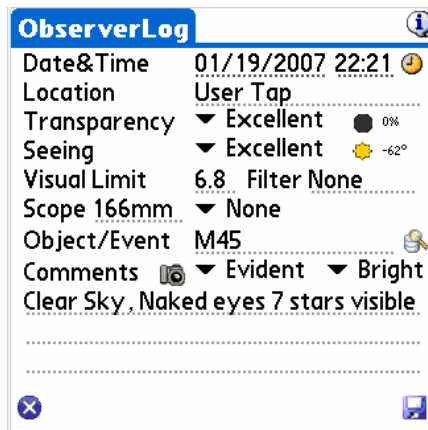 ObserverLog
Date&Time 01/19/2007 22:21
Location User Tap
Transparency Excellent 0%
Seeing Excellent -62°
Visual Limit 6.8 Filter None
Scope 166mm None
Object/Event M45
Comments Evident Bright
Clear Sky, Naked eyes 7 stars visible